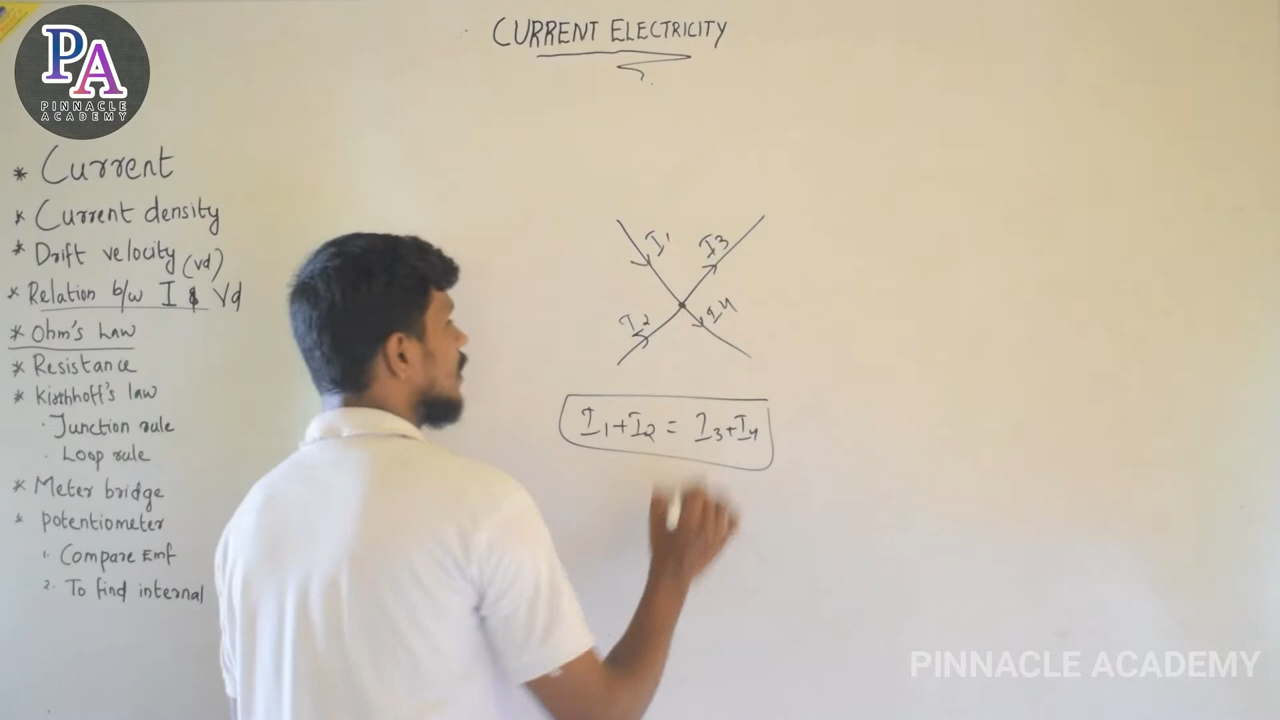 PA
PINNACLE
ACADEMY
CURRENT ELECTRICITY
* Current
* Current density
* Drift velocity (vd)
* Relation b/w I & Vd
* Ohm's Law
* Resistance
* Kirchhoff's law
· Junction rule
· Loop rule
* Meter bridge
* potentiometer
1. Compare Emf
2. To find internal
I1
I3
I2
I4
I1+I2 = I3+I4
PINNACLE ACADEMY